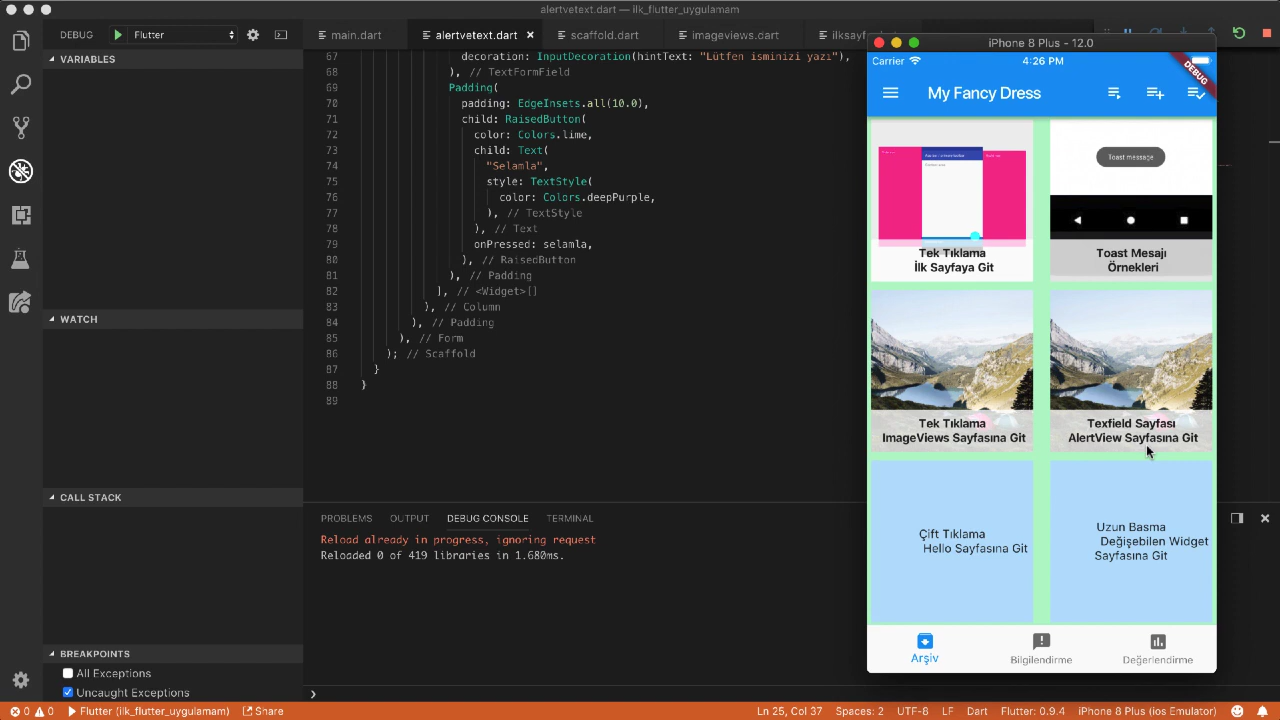 alertvetext.dart — ilk_flutter_uygulamam
DEBUG
Flutter
main.dart
alertvetext.dart
scaffold.dart
imageviews.dart
ilksayf
VARIABLES
WATCH
CALL STACK
BREAKPOINTS
All Exceptions
Uncaught Exceptions
67 decoration: InputDecoration(hintText: "Lütfen isminizi yazı"),
68 ), // TextFormField
69 Padding(
70 padding: EdgeInsets.all(10.0),
71 child: RaisedButton(
72 color: Colors.lime,
73 child: Text(
74 "Selamla",
75 style: TextStyle(
76 color: Colors.deepPurple,
77 ), // TextStyle
78 ), // Text
79 onPressed: selamla,
80 ), // RaisedButton
81 ), // Padding
82 ], // <Widget>[]
83 ), // Column
84 ), // Padding
85 ), // Form
86 ); // Scaffold
87 }
88 }
89
PROBLEMS OUTPUT DEBUG CONSOLE TERMINAL
Reload already in progress, ignoring request
Reloaded 0 of 419 libraries in 1.680ms.
iPhone 8 Plus - 12.0
Carrier
4:26 PM
DEBUG
My Fancy Dress
Tek Tıklama
İlk Sayfaya Git
Toast message
Toast Mesajı
Örnekleri
Tek Tıklama
ImageViews Sayfasına Git
Texfield Sayfası
AlertView Sayfasına Git
Çift Tıklama
Hello Sayfasına Git
Uzun Basma
Değişebilen Widget
Sayfasına Git
Arşiv
Bilgilendirme
Değerlendirme
0 0 Flutter (ilk_flutter_uygulamam) Share
Ln 25, Col 37 Spaces: 2 UTF-8 LF Dart Flutter: 0.9.4 iPhone 8 Plus (ios Emulator)